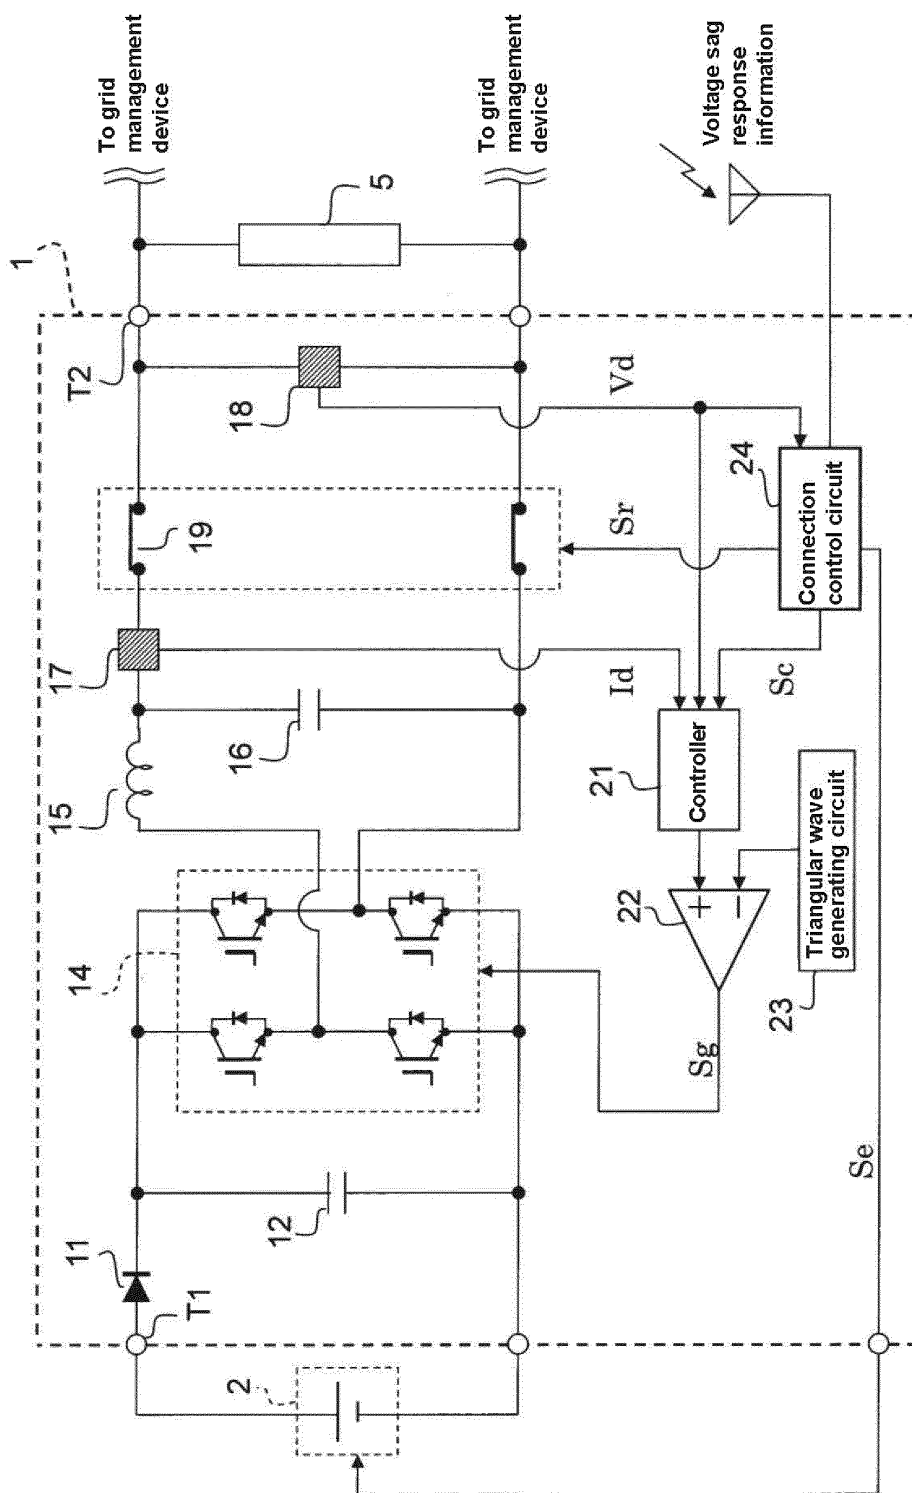 To grid
management
device
To grid
management
device
Voltage sag
response
information
5
1
T2
18
Vd
24
Connection
control circuit
19
Sr
17
Id
Sc
16
15
21
Controller
22
+
−
Triangular wave
generating circuit
23
14
Sg
Se
12
11
T1
2